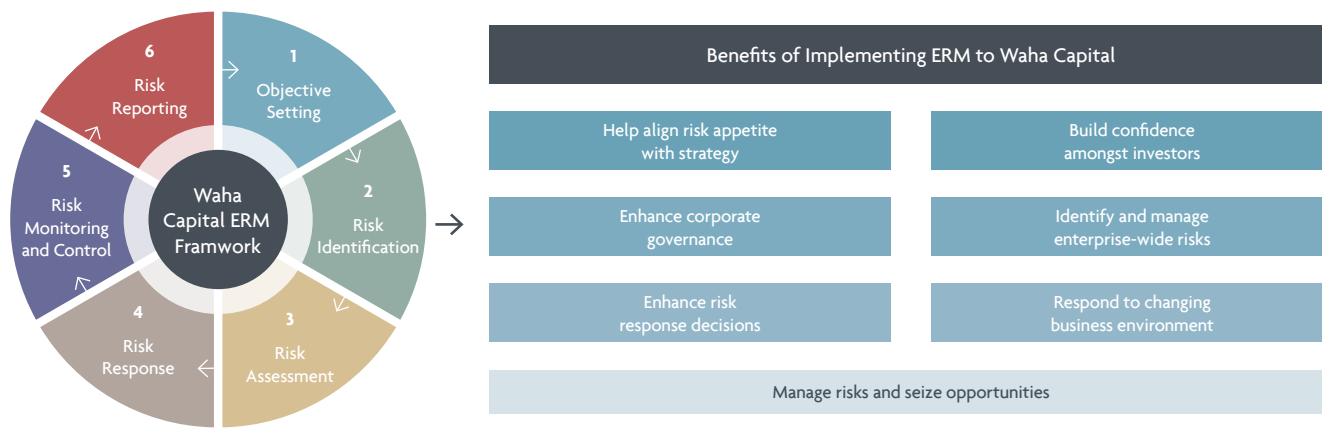 1
Objective
Setting
2
Risk
Identification
3
Risk
Assessment
4
Risk
Response
5
Risk
Monitoring
and Control
6
Risk
Reporting
Waha
Capital ERM
Framwork
Benefits of Implementing ERM to Waha Capital
Help align risk appetite
with strategy
Build confidence
amongst investors
Enhance corporate
governance
Identify and manage
enterprise-wide risks
Enhance risk
response decisions
Respond to changing
business environment
Manage risks and seize opportunities